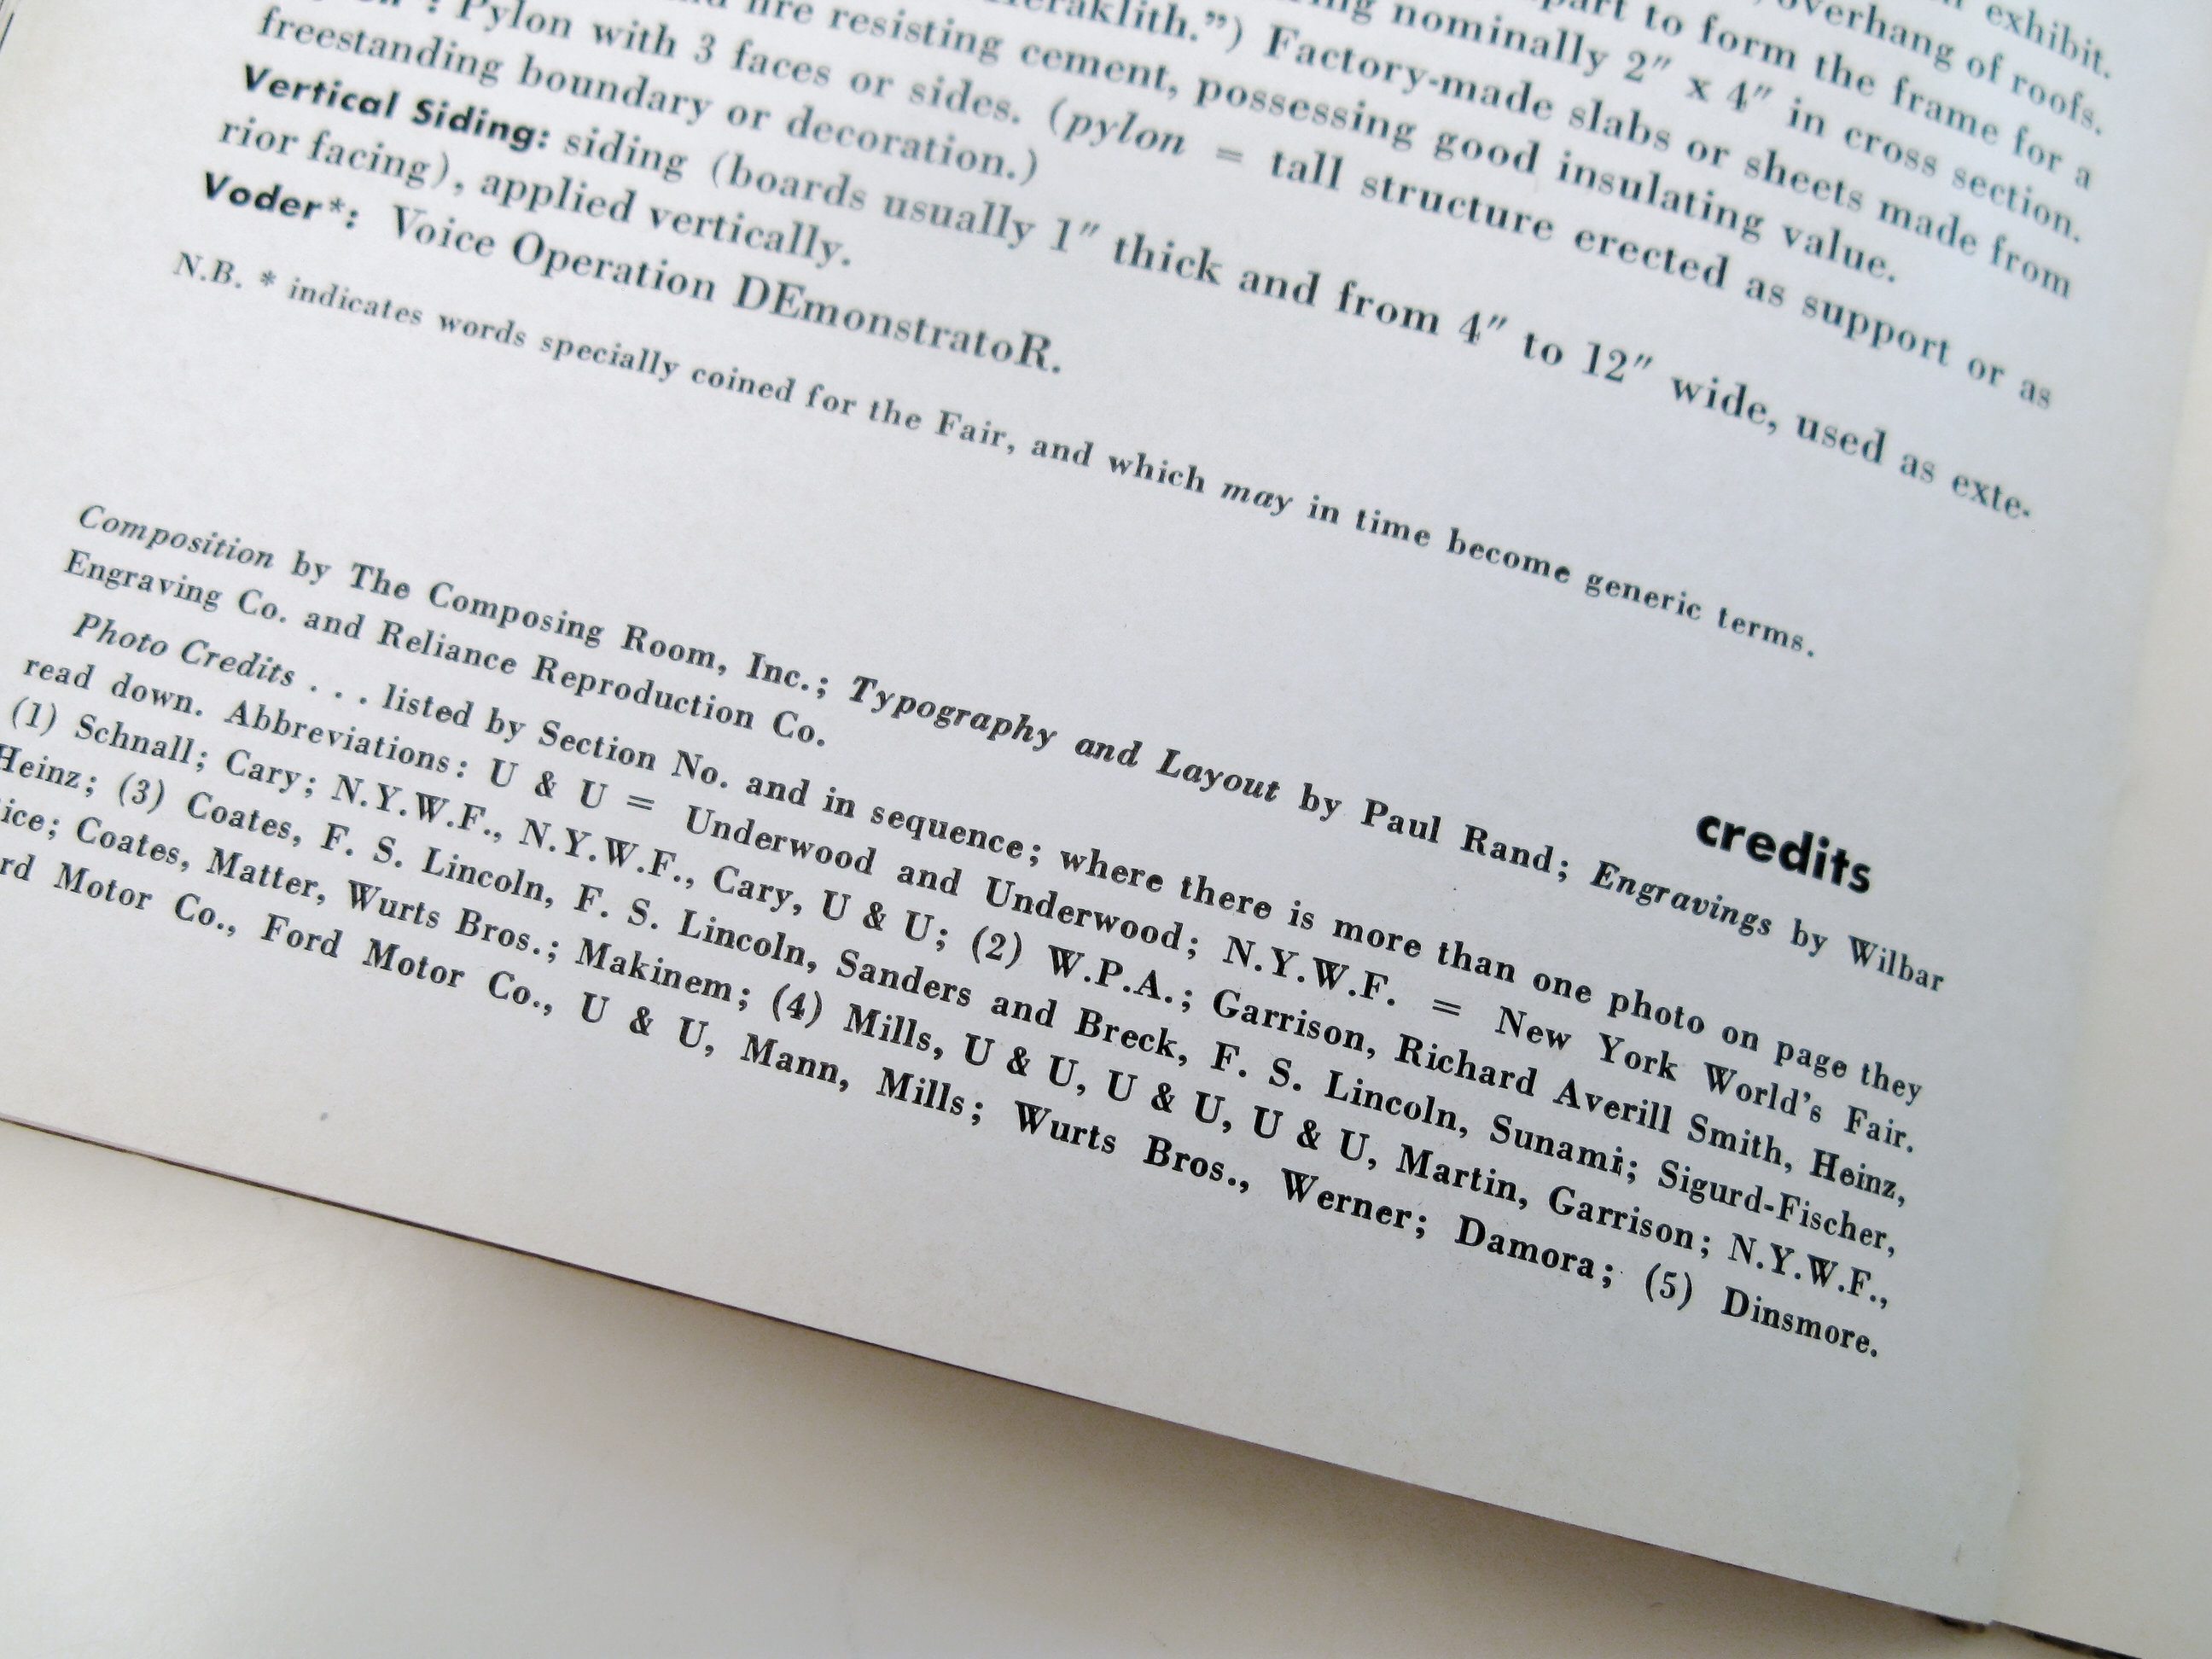 exhibit.
overhang of roofs.
to form the frame for a
nominally 2″ x 4″ in cross section.
Factory-made slabs or sheets made from
fire resisting cement, possessing good insulating value.
Pylon with 3 faces or sides. (pylon = tall structure erected as support or as
freestanding boundary or decoration.)
Vertical Siding: siding (boards usually 1″ thick and from 4″ to 12″ wide, used as exte-
rior facing), applied vertically.
Voder*: Voice Operation DEmonstratoR.
N.B. * indicates words specially coined for the Fair, and which may in time become generic terms.
credits
Composition by The Composing Room, Inc.; Typography and Layout by Paul Rand; Engravings by Wilbar
Engraving Co. and Reliance Reproduction Co.
Photo Credits . . . listed by Section No. and in sequence; where there is more than one photo on page they
read down. Abbreviations: U & U = Underwood and Underwood; N.Y.W.F. = New York World's Fair.
(1) Schnall; Cary; N.Y.W.F., N.Y.W.F., Cary, U & U; (2) W.P.A.; Garrison, Richard Averill Smith, Heinz,
Heinz; (3) Coates, F. S. Lincoln, F. S. Lincoln, Sanders and Breck, F. S. Lincoln, Sunami; Sigurd-Fischer,
ice; Coates, Matter, Wurts Bros.; Makinem; (4) Mills, U & U, U & U, U & U, Martin, Garrison; N.Y.W.F.,
rd Motor Co., Ford Motor Co., U & U, Mann, Mills; Wurts Bros., Werner; Damora; (5) Dinsmore.